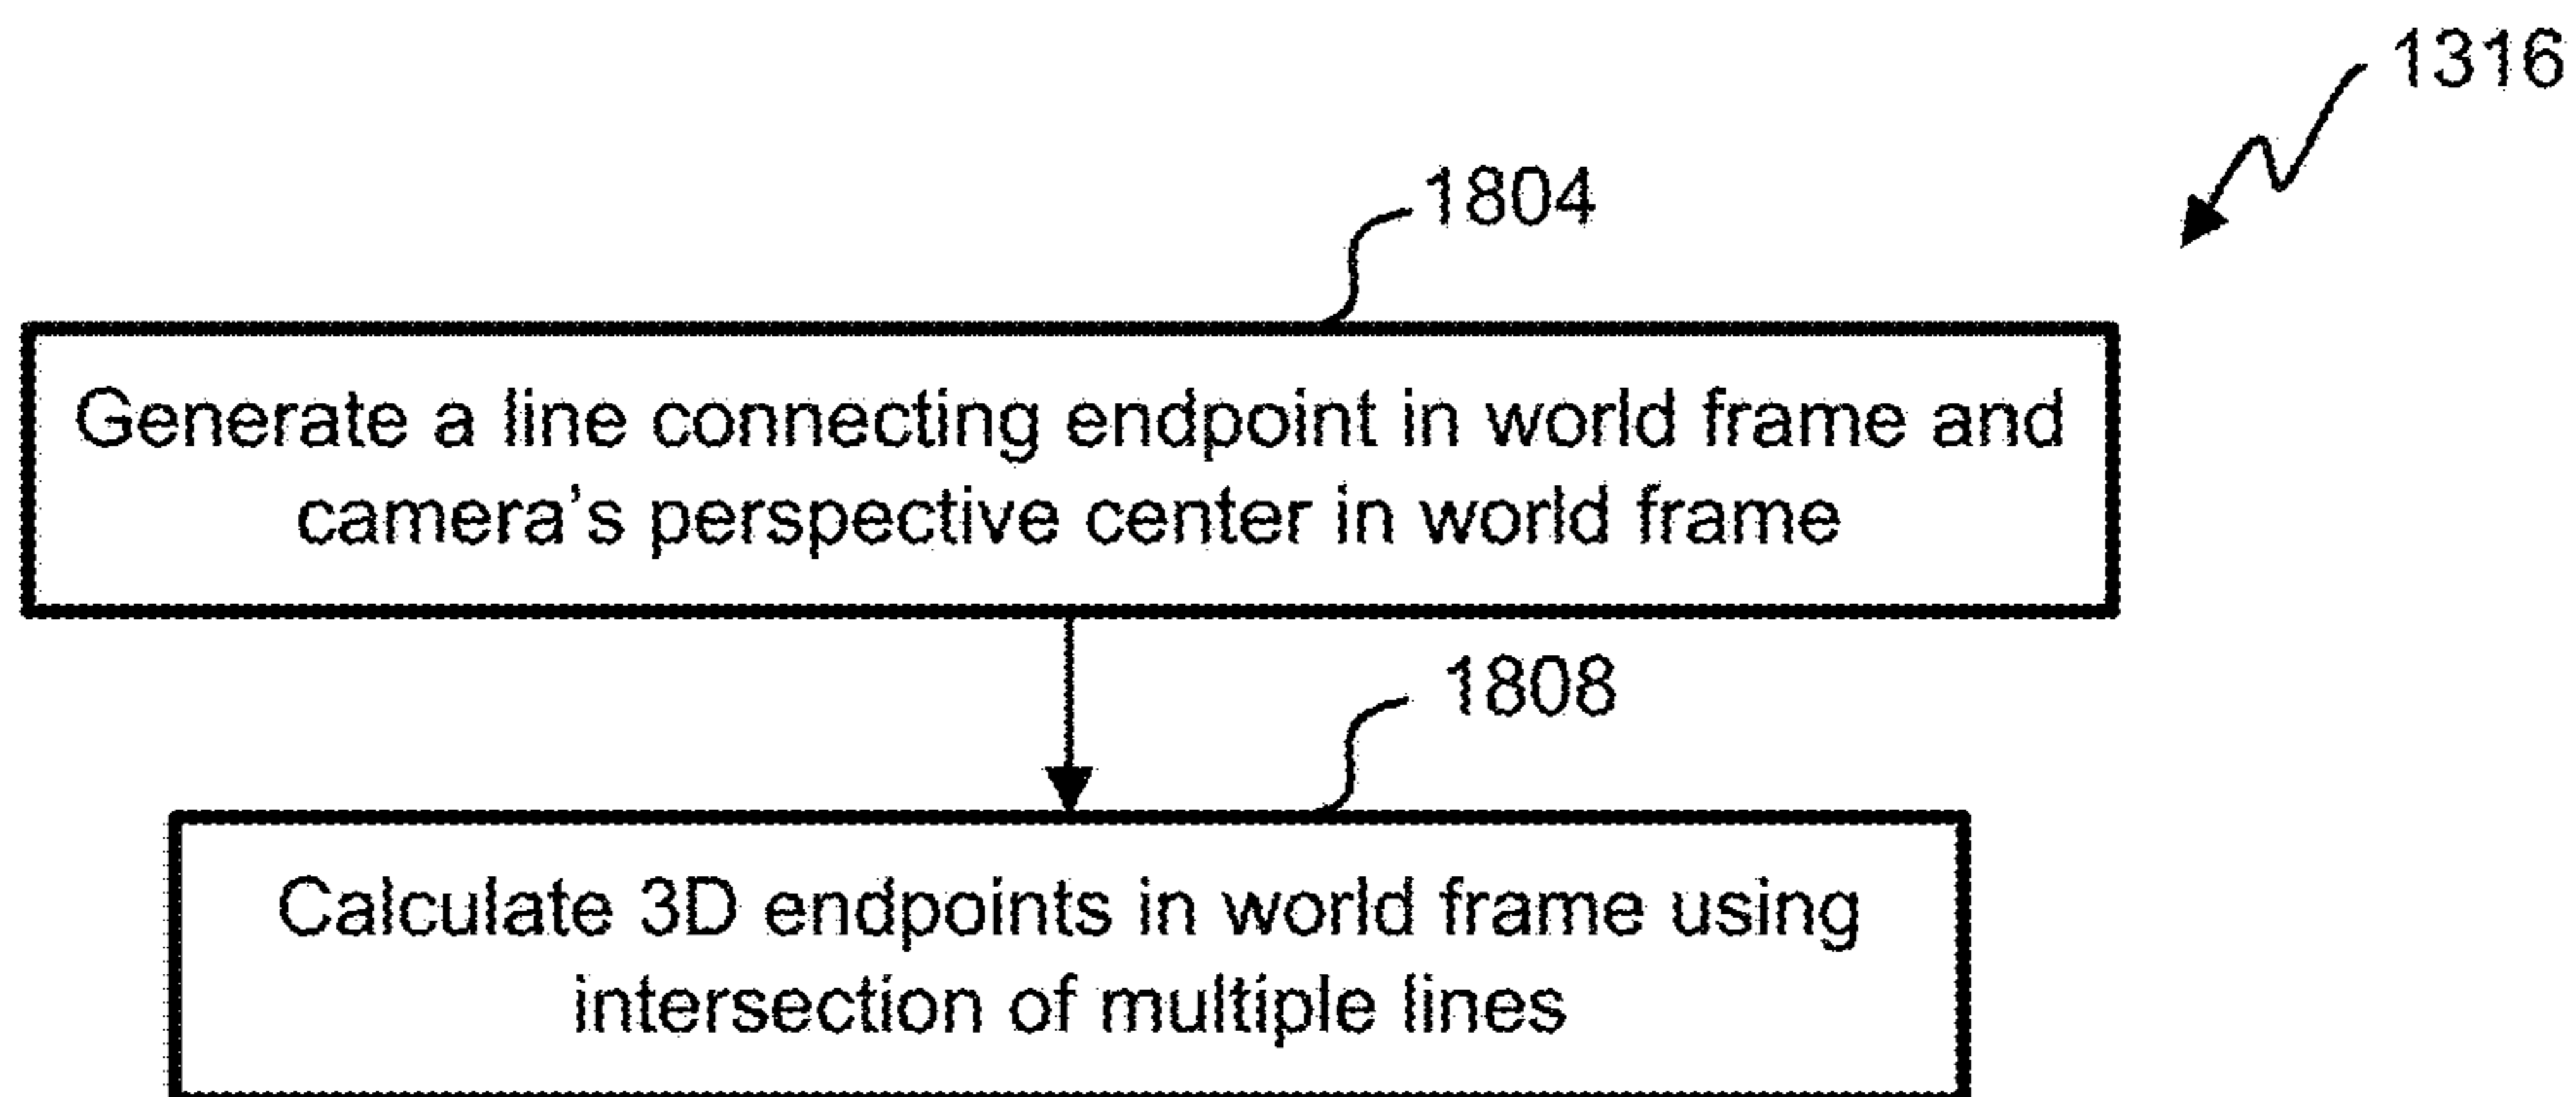 1316
1804
Generate a line connecting endpoint in world frame and
camera's perspective center in world frame
1808
Calculate 3D endpoints in world frame using
intersection of multiple lines